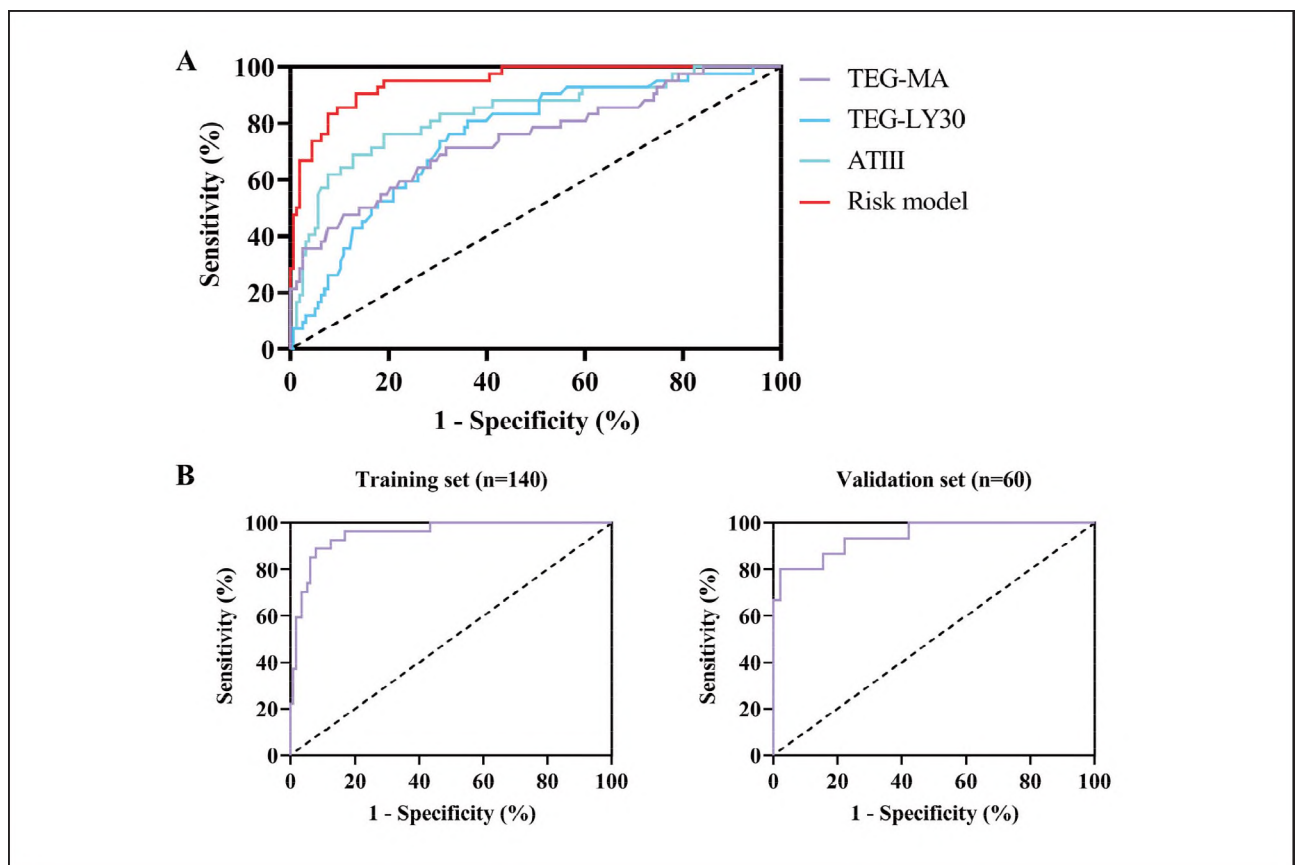 A
Sensitivity (%)
100
80
60
40
20
0
0 20 40 60 80 100
1 - Specificity (%)
TEG-MA
TEG-LY30
ATIII
Risk model
B
Training set (n=140)
Sensitivity (%)
100
80
60
40
20
0
0 20 40 60 80 100
1 - Specificity (%)
Validation set (n=60)
Sensitivity (%)
100
80
60
40
20
0
0 20 40 60 80 100
1 - Specificity (%)